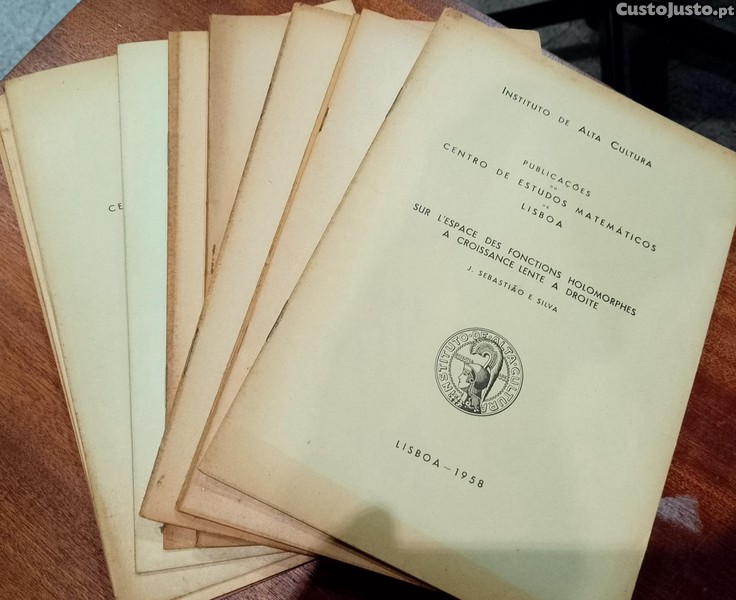 CustoJusto.pt
INSTITUTO DE ALTA CULTURA
PUBLICAÇÕES
DO
CENTRO DE ESTUDOS MATEMÁTICOS
DE
LISBOA
SUR L'ESPACE DES FONCTIONS HOLOMORPHES
A CROISSANCE LENTE A DROITE
J. SEBASTIÃO E SILVA
INSTITUTO·DE·ALTA·CULTURA
LISBOA — 1958
CE